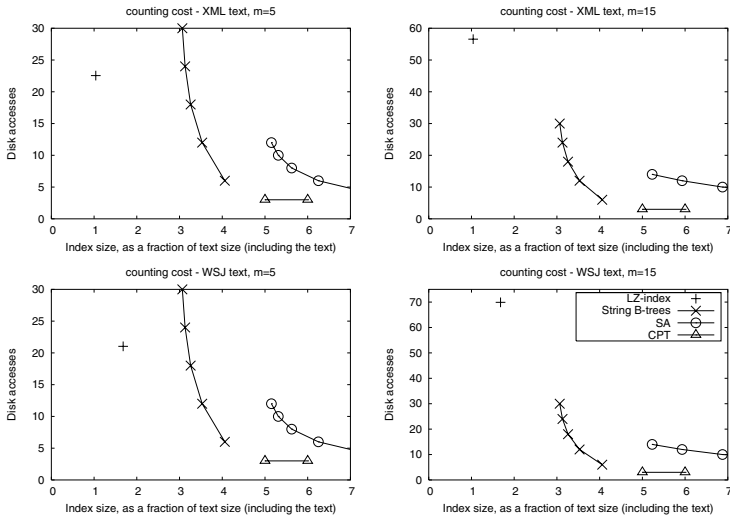 counting cost - XML text, m=5
30
25
20
15
10
5
0
Disk accesses
0 1 2 3 4 5 6 7
Index size, as a fraction of text size (including the text)
counting cost - XML text, m=15
60
50
40
30
20
10
0
Disk accesses
0 1 2 3 4 5 6 7
Index size, as a fraction of text size (including the text)
counting cost - WSJ text, m=5
30
25
20
15
10
5
0
Disk accesses
0 1 2 3 4 5 6 7
Index size, as a fraction of text size (including the text)
counting cost - WSJ text, m=15
70
60
50
40
30
20
10
0
Disk accesses
LZ-index
String B-trees
SA
CPT
0 1 2 3 4 5 6 7
Index size, as a fraction of text size (including the text)